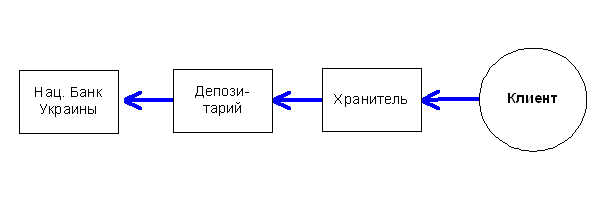 Нац. Банк
Украины
Депози-
тарий
Хранитель
Клиент